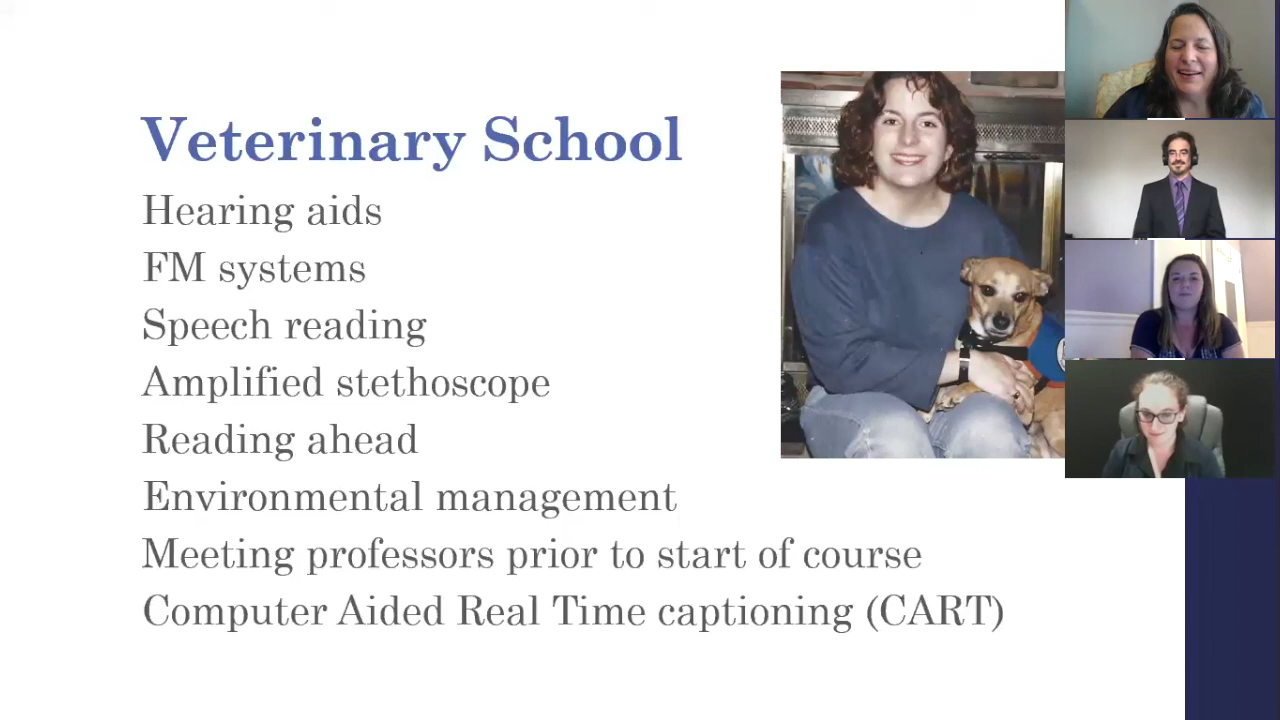 Veterinary School
Hearing aids
FM systems
Speech reading
Amplified stethoscope
Reading ahead
Environmental management
Meeting professors prior to start of course
Computer Aided Real Time captioning (CART)